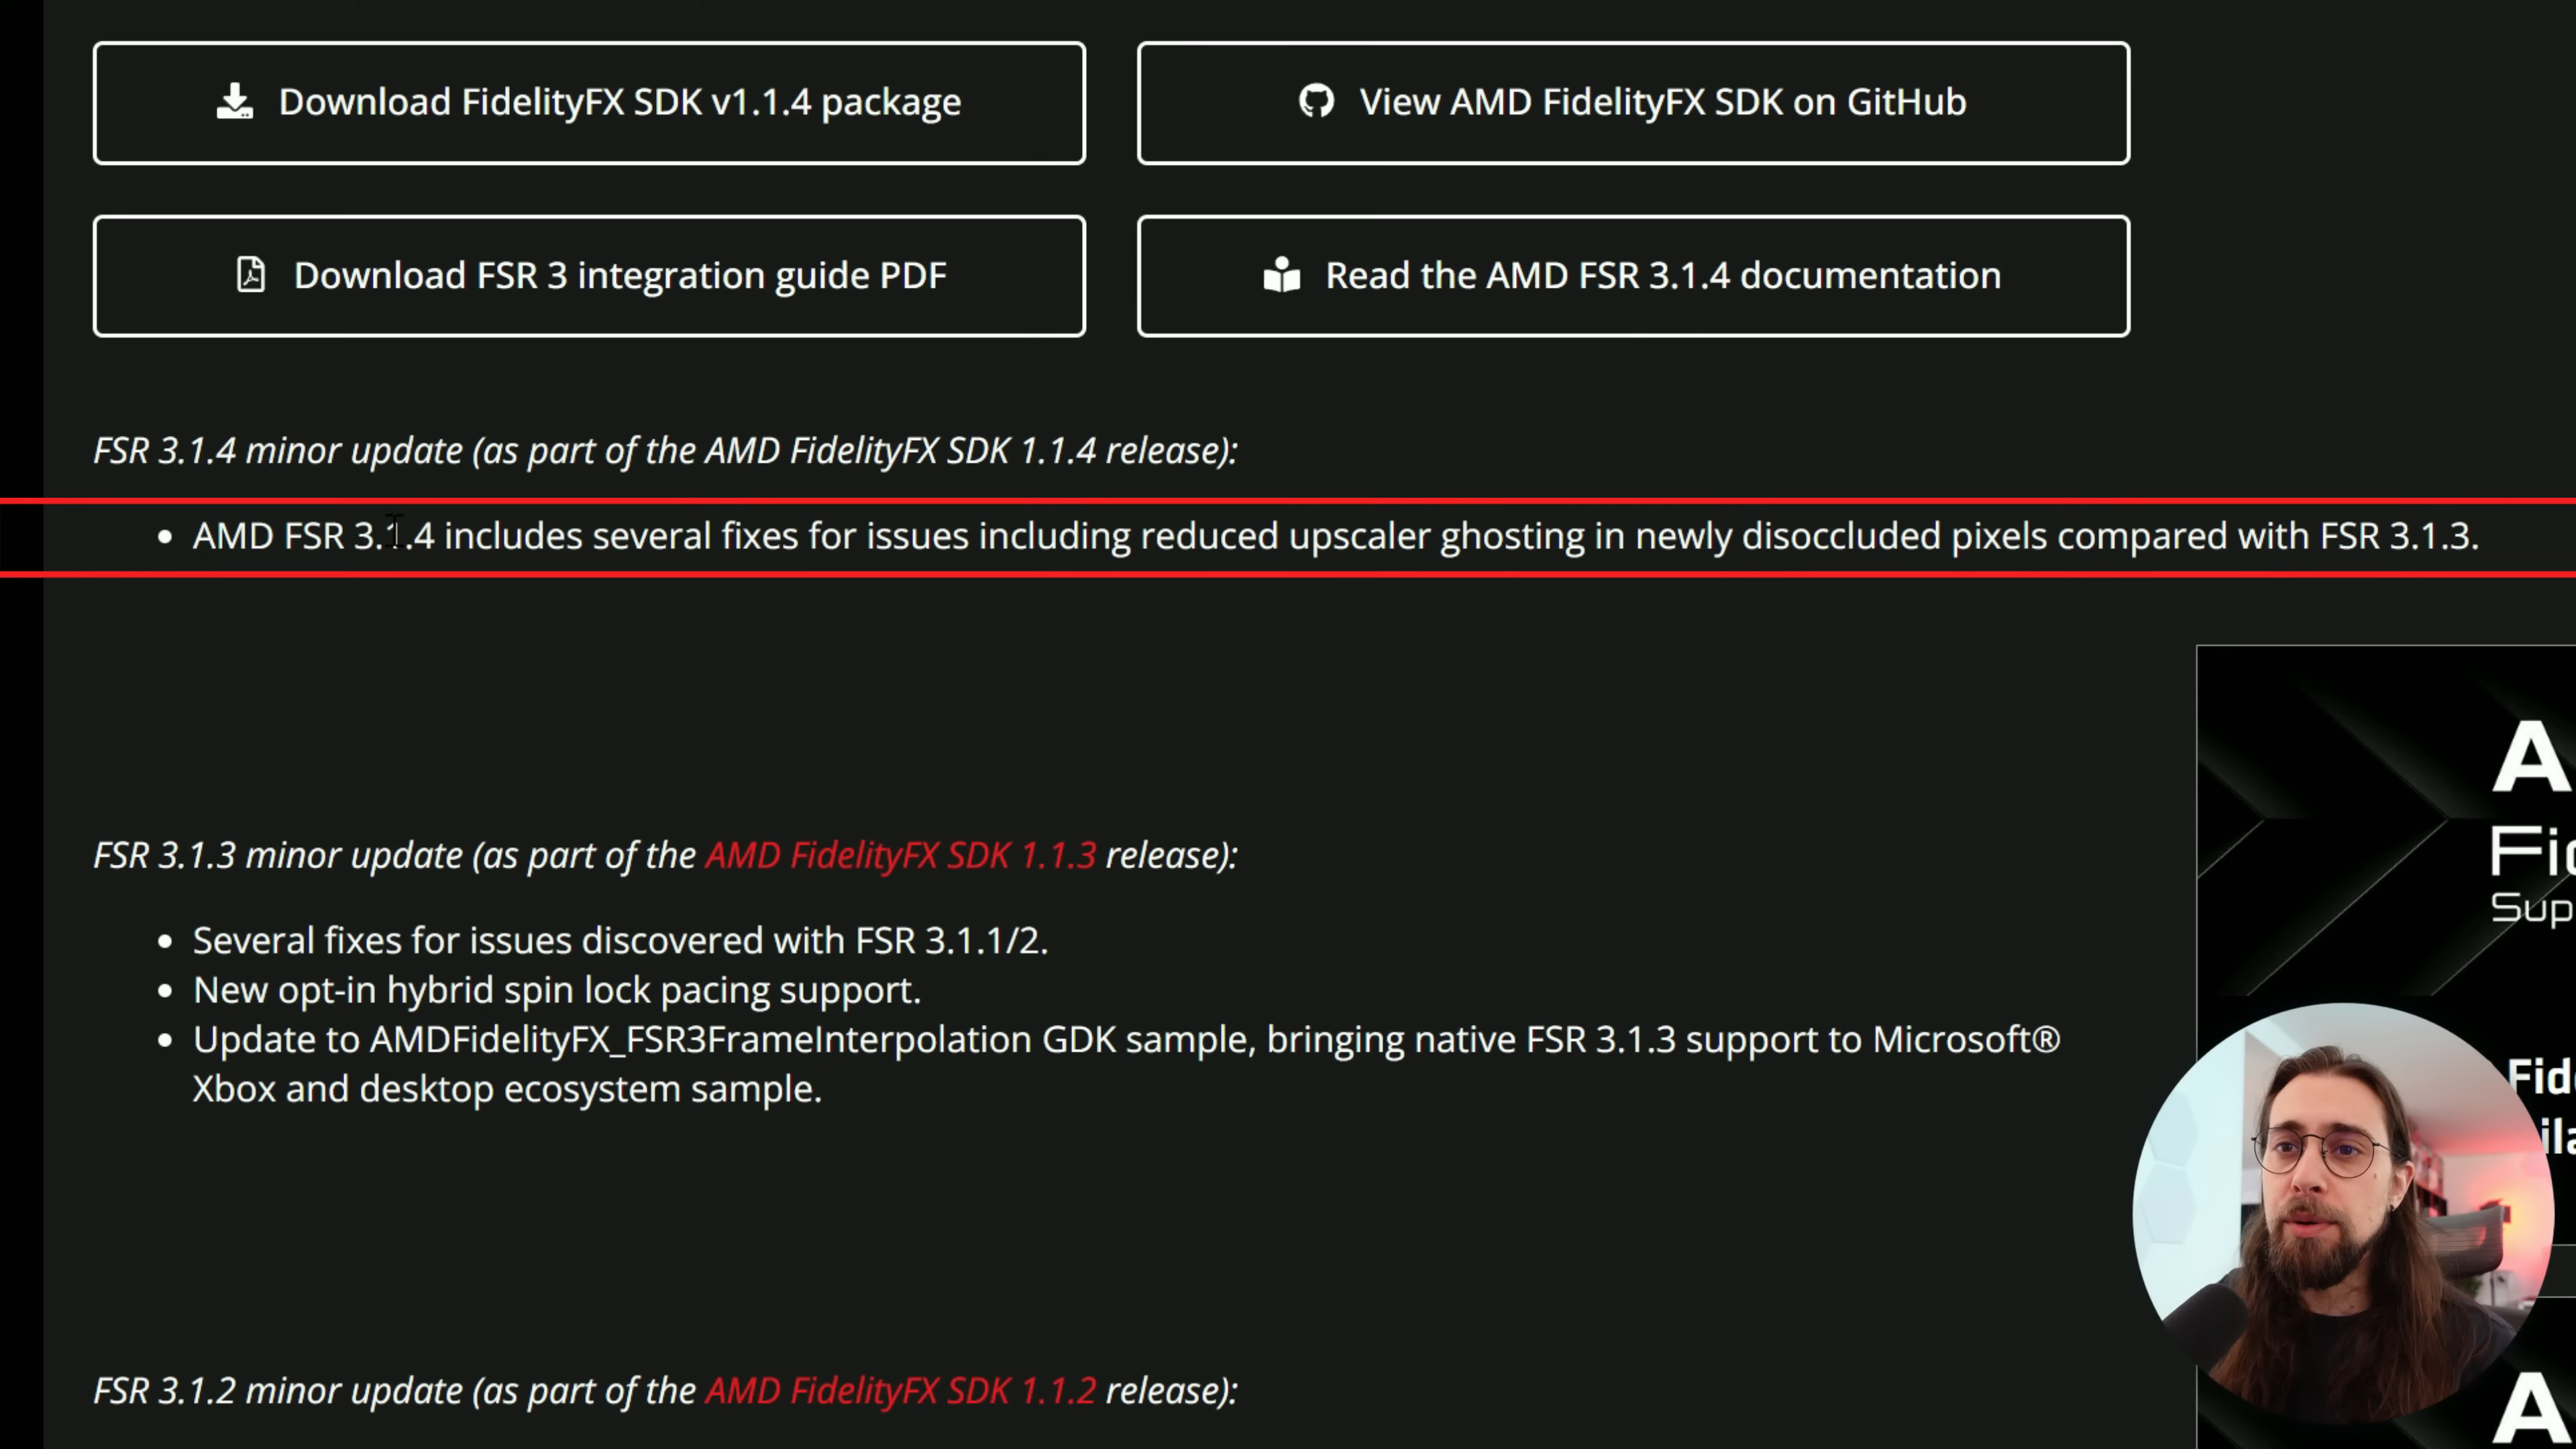 Download FidelityFX SDK v1.1.4 package
View AMD FidelityFX SDK on GitHub
Download FSR 3 integration guide PDF
Read the AMD FSR 3.1.4 documentation
FSR 3.1.4 minor update (as part of the AMD FidelityFX SDK 1.1.4 release):
AMD FSR 3.1.4 includes several fixes for issues including reduced upscaler ghosting in newly disoccluded pixels compared with FSR 3.1.3.
FSR 3.1.3 minor update (as part of the AMD FidelityFX SDK 1.1.3 release):
Several fixes for issues discovered with FSR 3.1.1/2.
New opt-in hybrid spin lock pacing support.
Update to AMDFidelityFX_FSR3FrameInterpolation GDK sample, bringing native FSR 3.1.3 support to Microsoft®
Xbox and desktop ecosystem sample.
FSR 3.1.2 minor update (as part of the AMD FidelityFX SDK 1.1.2 release):